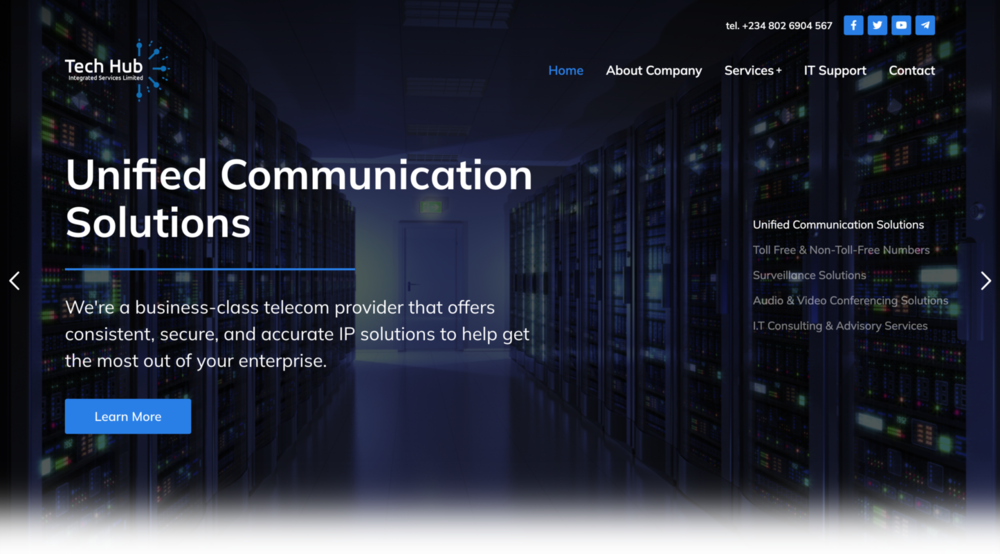 tel. +234 802 6904 567
Tech Hub
Integrated Services Limited
Home About Company Services + IT Support Contact
Unified Communication
Solutions
We're a business-class telecom provider that offers
consistent, secure, and accurate IP solutions to help get
the most out of your enterprise.
Learn More
Unified Communication Solutions
Toll Free & Non-Toll-Free Numbers
Surveillance Solutions
Audio & Video Conferencing Solutions
I.T Consulting & Advisory Services